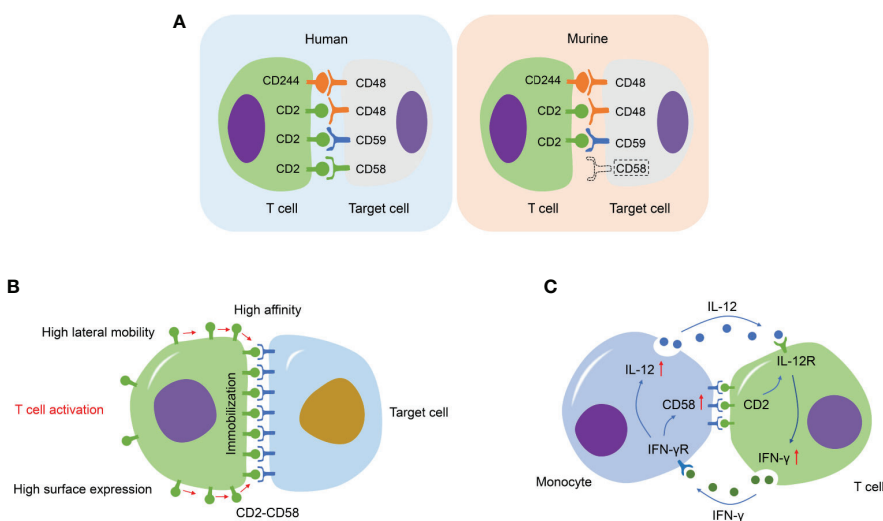 A
Human
CD244 CD48
CD2 CD48
CD2 CD59
CD2 CD58
T cell Target cell
Murine
CD244 CD48
CD2 CD48
CD2 CD59
CD58
T cell Target cell
B
High affinity
High lateral mobility
T cell activation
Immobilization
Target cell
High surface expression
CD2-CD58
C
IL-12
IL-12R
IL-12
CD58 CD2
IFN-γR
IFN-γ
Monocyte
T cell
IFN-γ